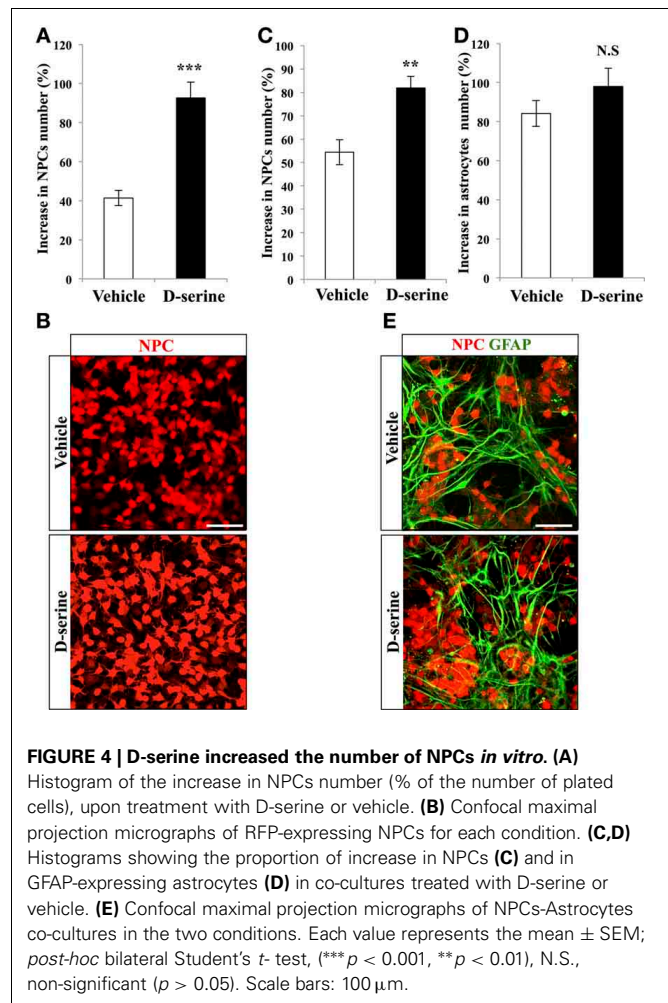 A
Increase in NPCs number (%)
120
100
80
60
40
20
0
***
Vehicle
D-serine
C
Increase in NPCs number (%)
100
90
80
70
60
50
40
30
20
10
0
**
Vehicle
D-serine
D
Increase in astrocytes number (%)
120
100
80
60
40
20
0
N.S
Vehicle
D-serine
B
NPC
Vehicle
D-serine
E
NPC GFAP
Vehicle
D-serine
FIGURE 4 | D-serine increased the number of NPCs in vitro. (A)
Histogram of the increase in NPCs number (% of the number of plated
cells), upon treatment with D-serine or vehicle. (B) Confocal maximal
projection micrographs of RFP-expressing NPCs for each condition. (C,D)
Histograms showing the proportion of increase in NPCs (C) and in
GFAP-expressing astrocytes (D) in co-cultures treated with D-serine or
vehicle. (E) Confocal maximal projection micrographs of NPCs-Astrocytes
co-cultures in the two conditions. Each value represents the mean ± SEM;
post-hoc bilateral Student's t- test, (***p < 0.001, **p < 0.01), N.S.,
non-significant (p > 0.05). Scale bars: 100 μm.